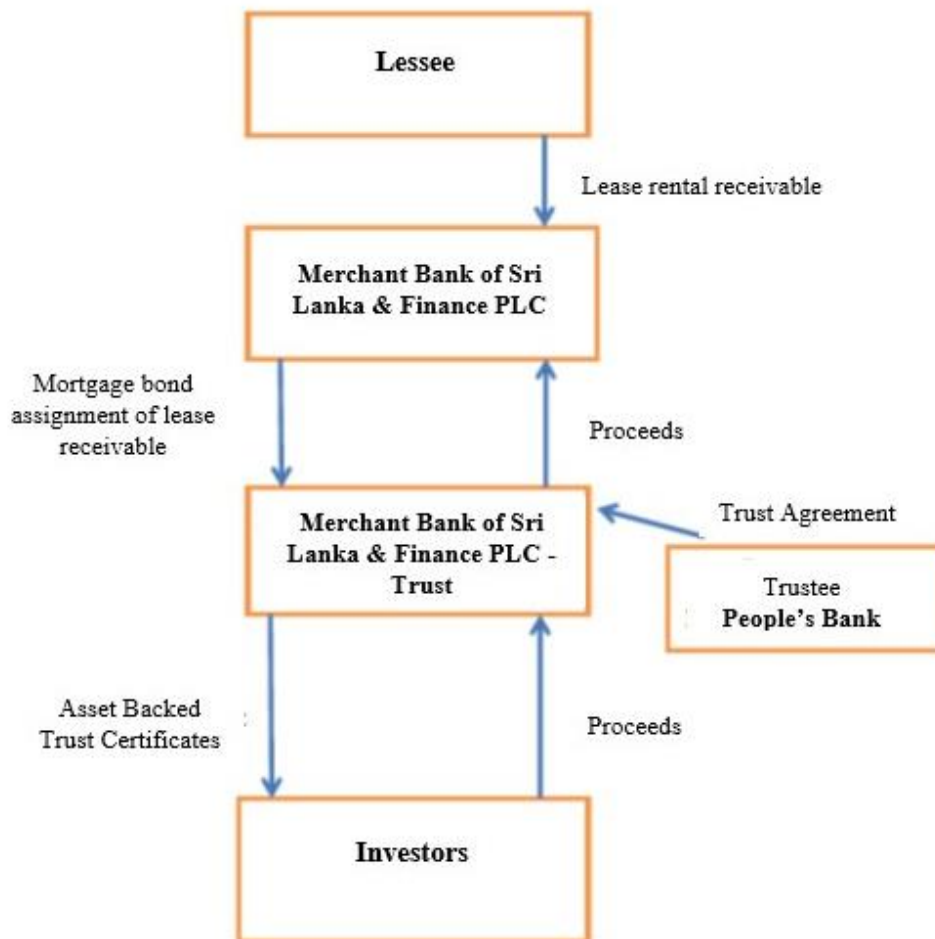 Lessee
Lease rental receivable
Merchant Bank of Sri
Lanka & Finance PLC
Mortgage bond
assignment of lease
receivable
Proceeds
Merchant Bank of Sri
Lanka & Finance PLC -
Trust
Trust Agreement
Trustee
People's Bank
Asset Backed
Trust Certificates
Proceeds
Investors